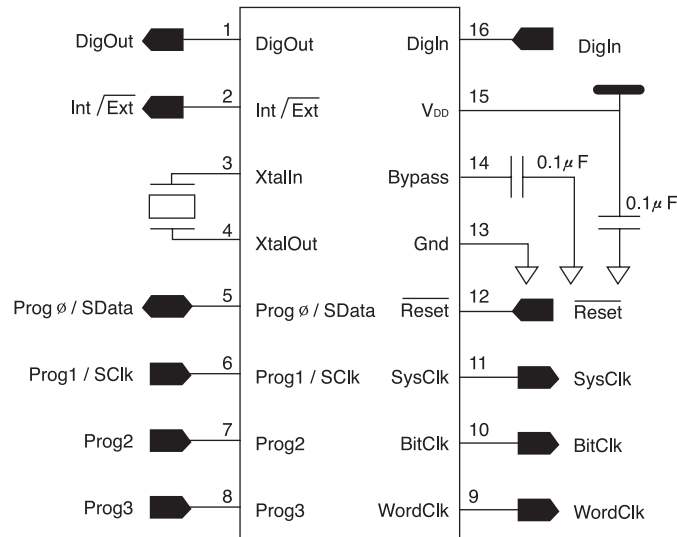 DigOut 1 DigOut DigIn 16 DigIn
Int / Ext 2 Int / Ext VDD 15
3 XtalIn Bypass 14 0.1μF
0.1μF
4 XtalOut Gnd 13
Prog ø / SData 5 Prog ø / SData Reset 12 Reset
Prog1 / SClk 6 Prog1 / SClk SysClk 11 SysClk
Prog2 7 Prog2 BitClk 10 BitClk
Prog3 8 Prog3 WordClk 9 WordClk